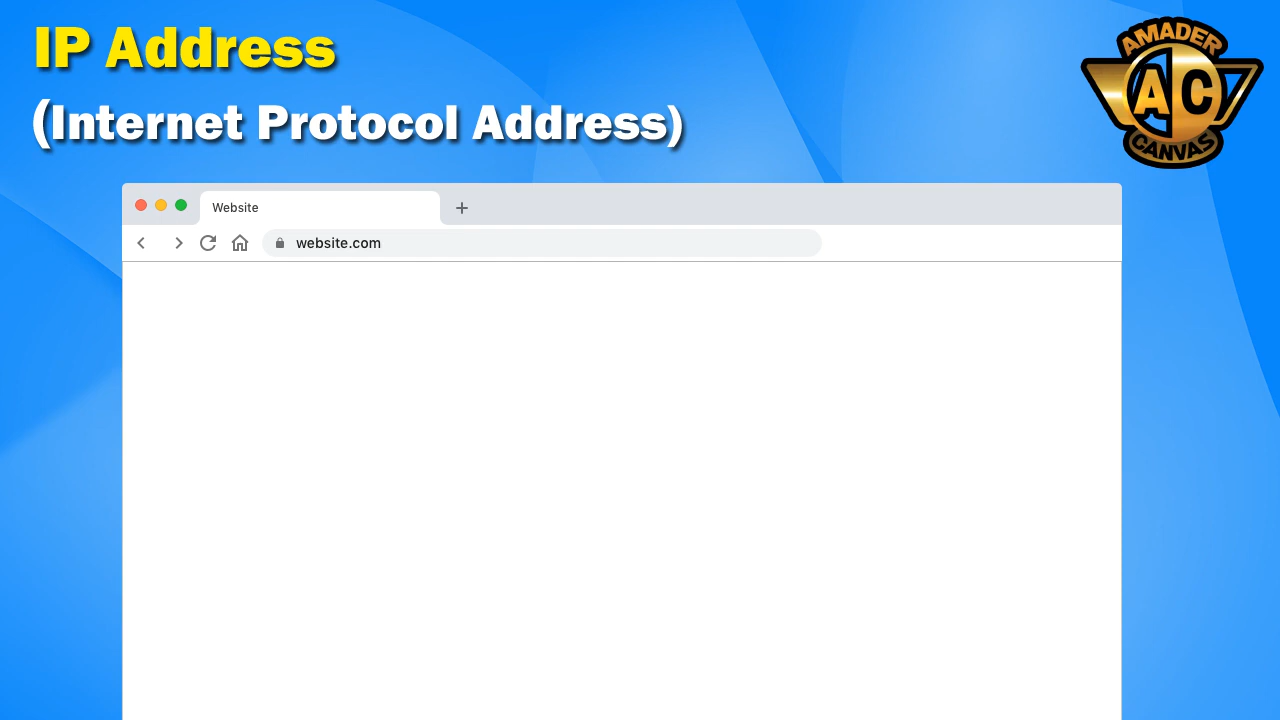 IP Address
(Internet Protocol Address)
AMADER
AC
CANVAS
Website
website.com